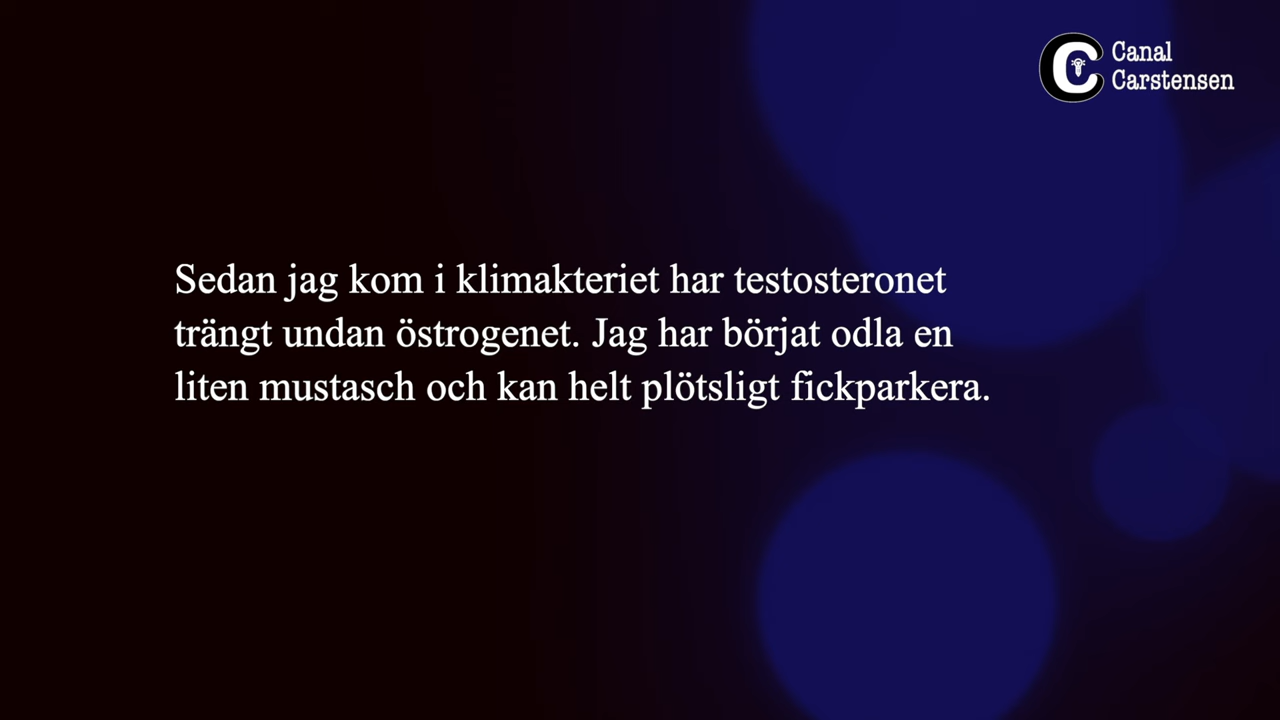 Canal
Carstensen
Sedan jag kom i klimakteriet har testosteronet
trängt undan östrogenet. Jag har börjat odla en
liten mustasch och kan helt plötsligt fickparkera.